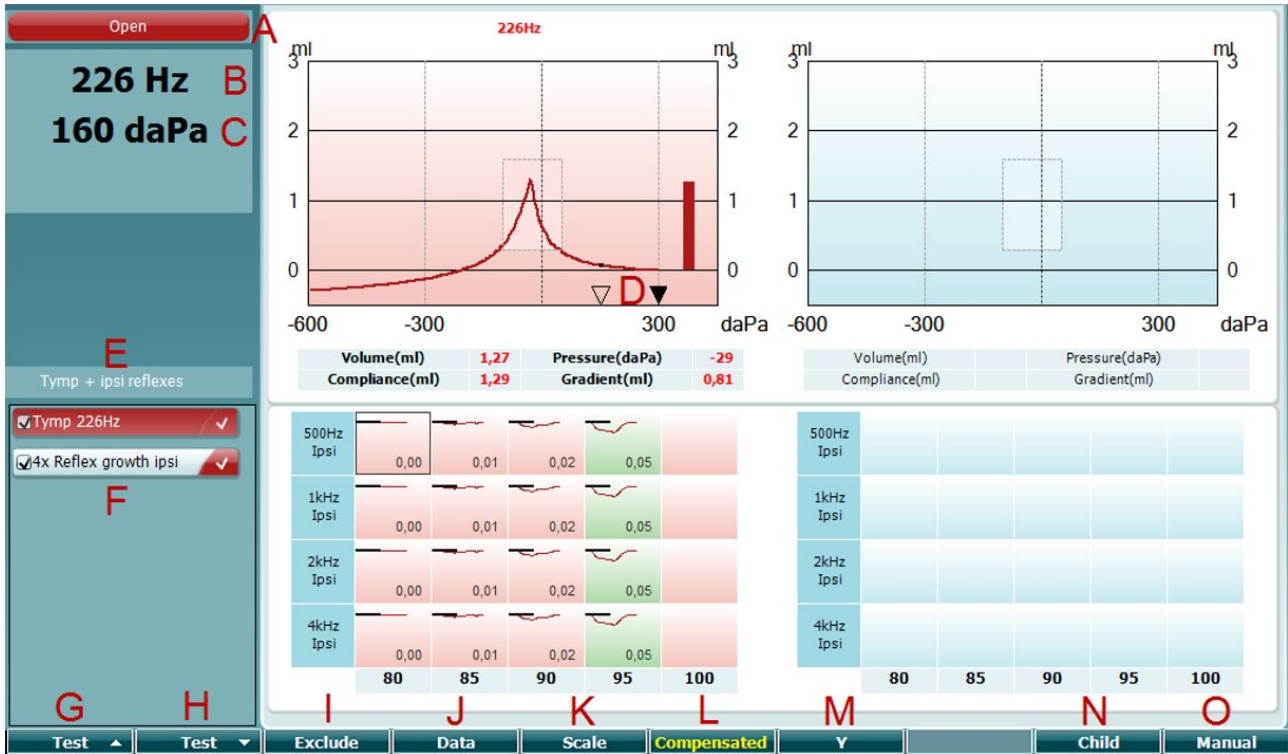 Open A
226 Hz B
160 daPa C
E
Tymp + ipsi reflexes
Tymp 226Hz
4x Reflex growth ipsi
F
226Hz
ml ml
3 3
2 2
1 1
0 0
D
-600 -300 300 daPa
Volume(ml) 1,27 Pressure(daPa) -29
Compliance(ml) 1,29 Gradient(ml) 0,81
ml ml
3 3
2 2
1 1
0 0
-600 -300 300 daPa
Volume(ml) Pressure(daPa)
Compliance(ml) Gradient(ml)
500Hz
Ipsi 0,00 0,01 0,02 0,05
1kHz
Ipsi 0,00 0,01 0,02 0,05
2kHz
Ipsi 0,00 0,01 0,02 0,05
4kHz
Ipsi 0,00 0,01 0,02 0,05
80 85 90 95 100
500Hz
Ipsi
1kHz
Ipsi
2kHz
Ipsi
4kHz
Ipsi
80 85 90 95 100
G H I J K L M N O
Test Test Exclude Data Scale Compensated Y Child Manual